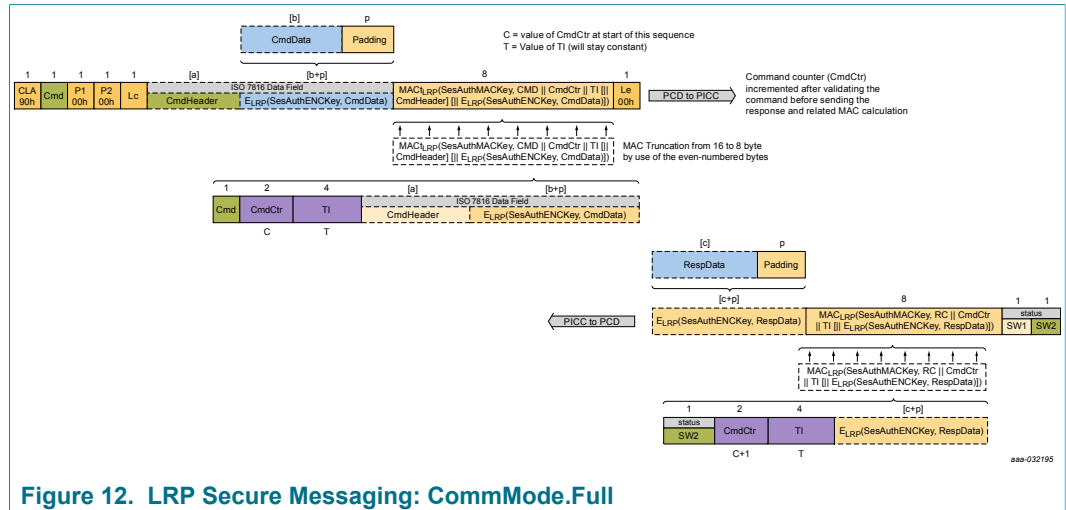 [b] p
CmdData Padding
C = value of CmdCtr at start of this sequence
T = Value of TI (will stay constant)
1 1 1 1 1 [a] [b+p] 8 1
CLA 90h Cmd P1 00h P2 00h Lc
ISO 7816 Data Field
CmdHeader ELRP(SesAuthENCKey, CmdData)
MACtLRP(SesAuthMACKey, CMD || CmdCtr || TI [||
CmdHeader] [|| ELRP(SesAuthENCKey, CmdData)])
Le 00h
PCD to PICC
Command counter (CmdCtr)
incremented after validating the
command before sending the
response and related MAC calculation
MACtLRP(SesAuthMACKey, CMD || CmdCtr || TI [||
CmdHeader] [|| ELRP(SesAuthENCKey, CmdData)])
MAC Truncation from 16 to 8 byte
by use of the even-numbered bytes
1 2 4 [a] [b+p]
Cmd CmdCtr TI
ISO 7816 Data Field
CmdHeader ELRP(SesAuthENCKey, CmdData)
C T
[c] p
RespData Padding
[c+p] 8 1 1
PICC to PCD
ELRP(SesAuthENCKey, RespData)
MACLRP(SesAuthMACKey, RC || CmdCtr
|| TI [|| ELRP(SesAuthENCKey, RespData)])
status
SW1 SW2
MACLRP(SesAuthMACKey, RC || CmdCtr
|| TI [|| ELRP(SesAuthENCKey, RespData)])
1 2 4 [c+p]
status
SW2 CmdCtr TI ELRP(SesAuthENCKey, RespData)
C+1 T
aaa-032195
Figure 12. LRP Secure Messaging: CommMode.Full